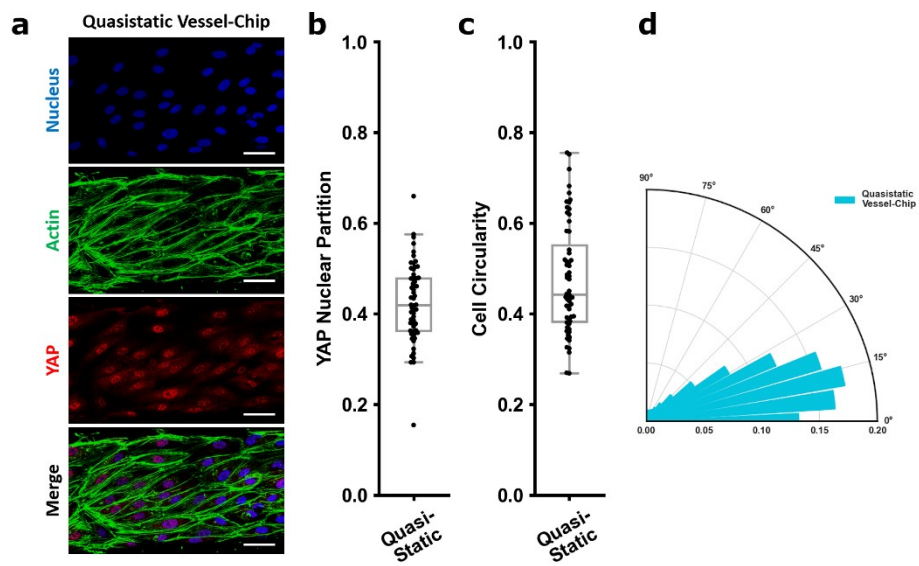 a
Quasistatic Vessel-Chip
Nucleus
Actin
YAP
Merge
b
1.0
0.8
0.6
0.4
0.2
0.0
YAP Nuclear Partition
Quasi-
Static
c
1.0
0.8
0.6
0.4
0.2
0.0
Cell Circularity
Quasi-
Static
d
90°
75°
60°
45°
30°
15°
0°
0.00
0.05
0.10
0.15
0.20
Quasistatic
Vessel-Chip